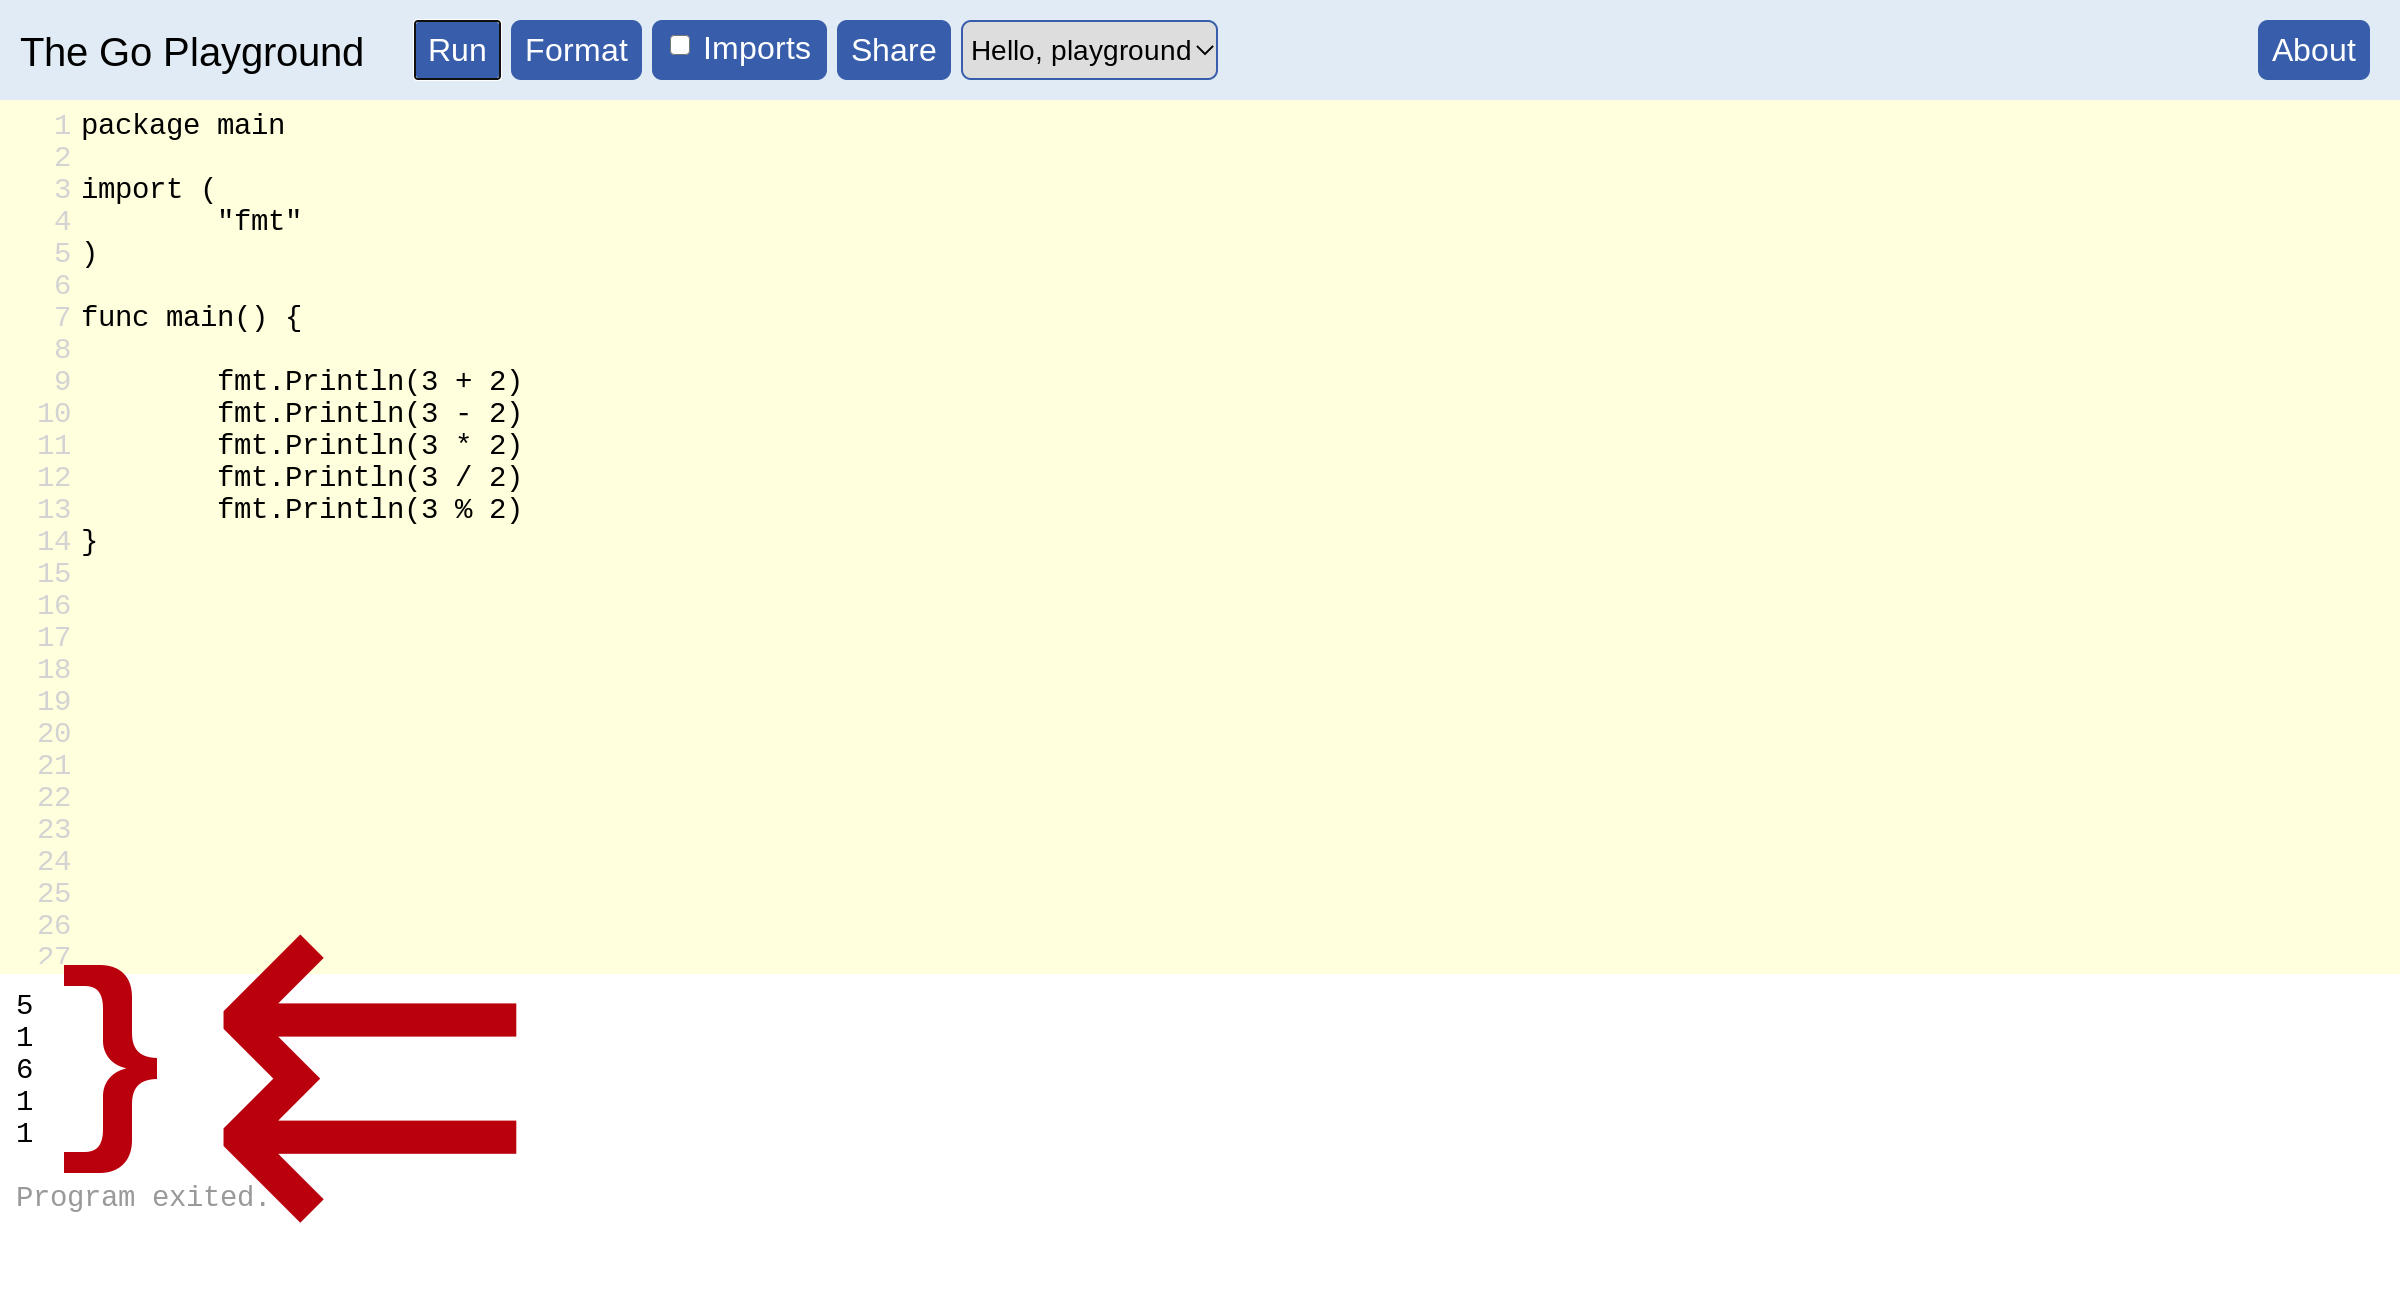 The Go Playground Run Format Imports Share Hello, playground About
1 package main
2
3 import (
4 "fmt"
5 )
6
7 func main() {
8
9 fmt.Println(3 + 2)
10 fmt.Println(3 - 2)
11 fmt.Println(3 * 2)
12 fmt.Println(3 / 2)
13 fmt.Println(3 % 2)
14 }
15
16
17
18
19
20
21
22
23
24
25
26
27
5
1
6
1
1
Program exited.